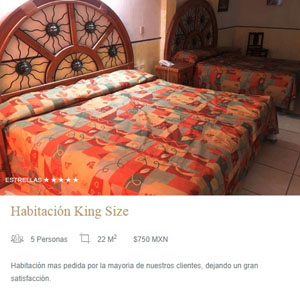 ESTRELLAS ★★★★★
Habitación King Size
5 Personas 22 M² $750 MXN
Habitación mas pedida por la mayoria de nuestros clientes, dejando un gran
satisfacción.